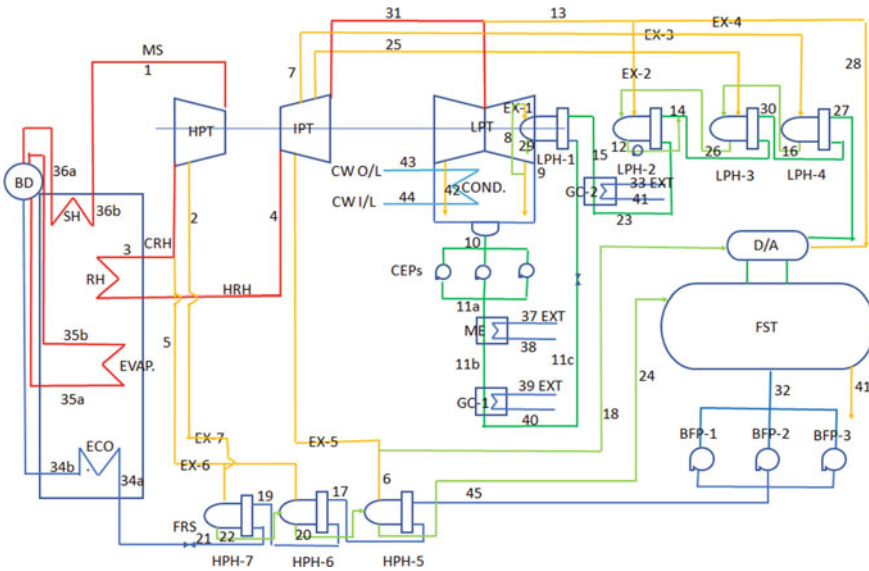 31
13
EX-4
MS
EX-3
1
7
25
28
EX-2
EX-1
14
30
27
HPT
IPT
LPT
8
29
12
LPH-1
15
LPH-2
26
16
LPH-3
LPH-4
36a
CW O/L
43
42
COND.
9
GC-2
33 EXT
41
BD
CW I/L
44
23
36b
SH
2
4
3
CRH
10
D/A
RH
CEPs
HRH
11a
FST
35b
5
ME
37 EXT
38
EVAP.
11b
11c
24
32
41
35a
39 EXT
GC-1
40
18
ECO
EX-7
EX-5
BFP-1
BFP-2
BFP-3
34b
34a
EX-6
6
19
17
45
FRS
21
22
20
HPH-7
HPH-6
HPH-5